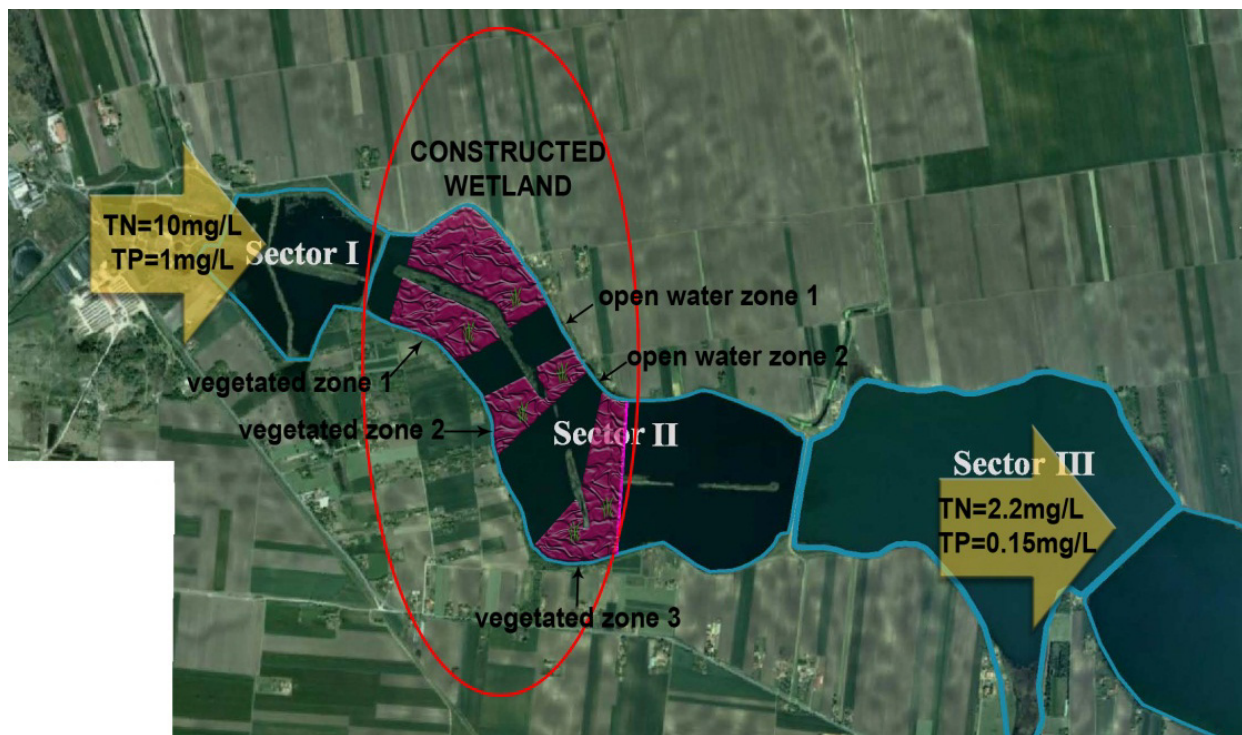 CONSTRUCTED
WETLAND
TN=10mg/L
TP=1mg/L
Sector I
open water zone 1
open water zone 2
vegetated zone 1
vegetated zone 2
Sector II
Sector III
TN=2.2mg/L
TP=0.15mg/L
vegetated zone 3